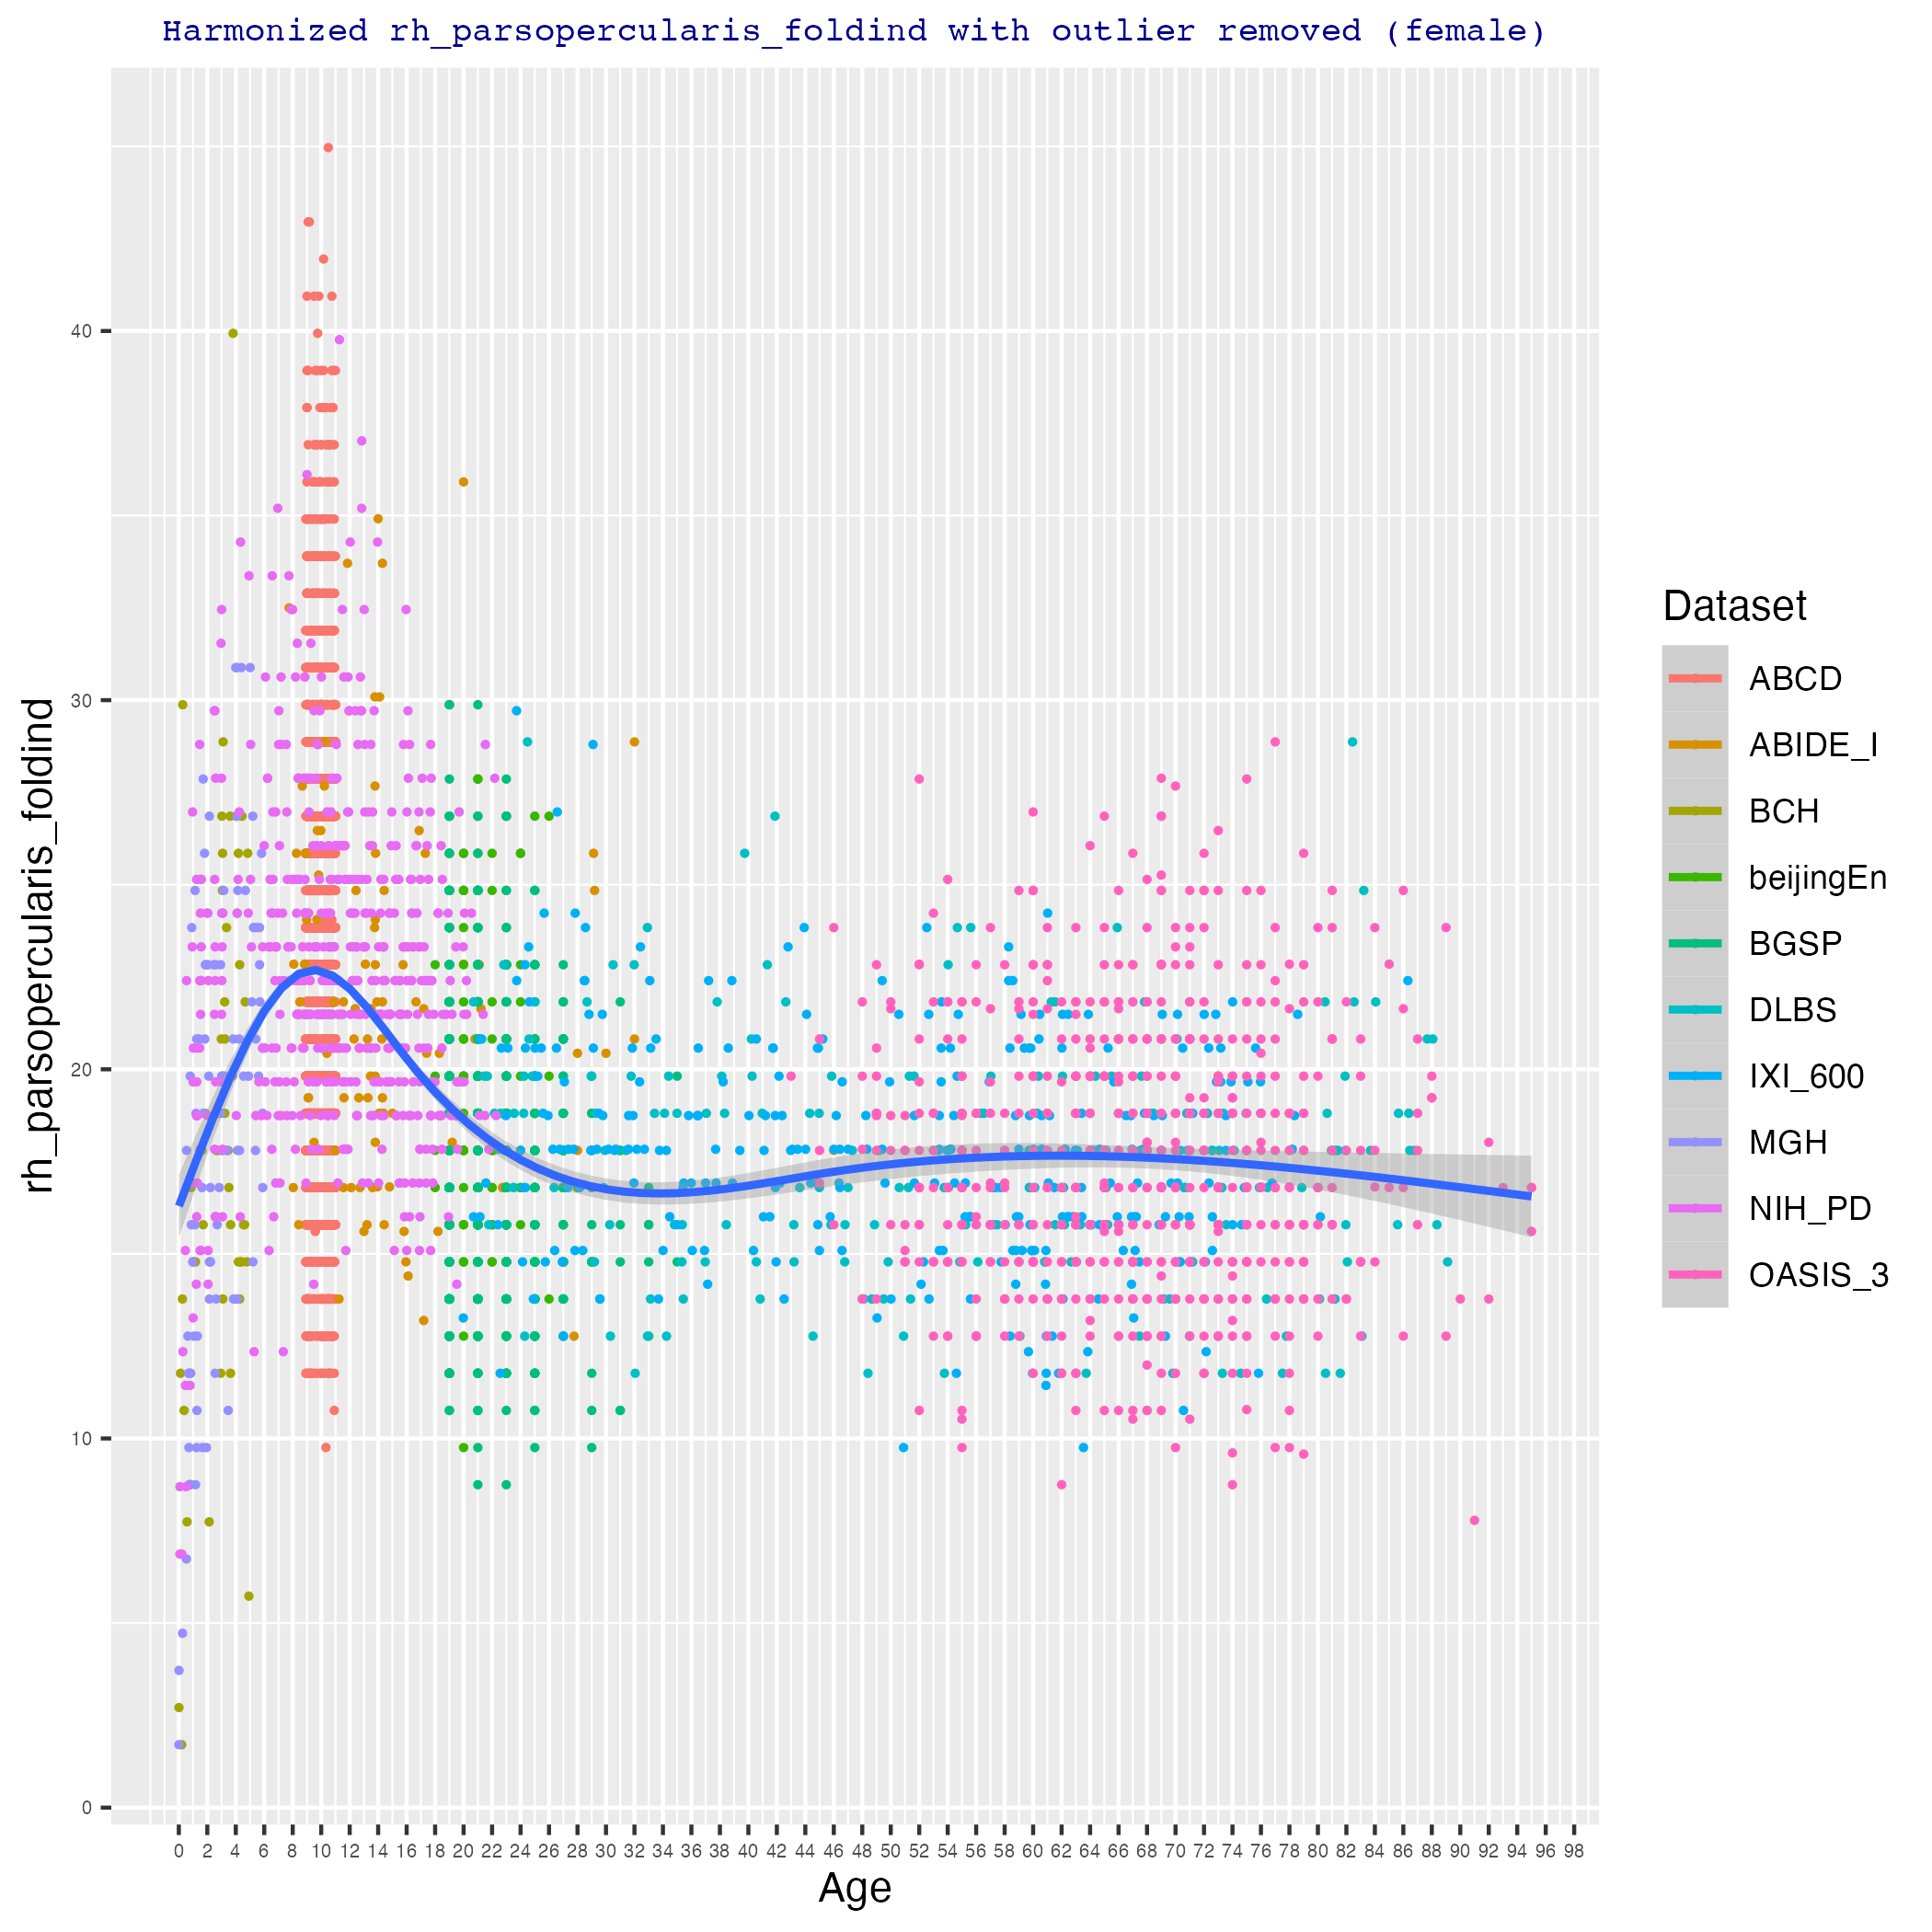 Harmonized rh_parsopercularis_foldind with outlier removed (female)
rh_parsopercularis_foldind
40
30
20
10
0
0 2 4 6 8 10 12 14 16 18 20 22 24 26 28 30 32 34 36 38 40 42 44 46 48 50 52 54 56 58 60 62 64 66 68 70 72 74 76 78 80 82 84 86 88 90 92 94 96 98
Age
Dataset
ABCD
ABIDE_I
BCH
beijingEn
BGSP
DLBS
IXI_600
MGH
NIH_PD
OASIS_3